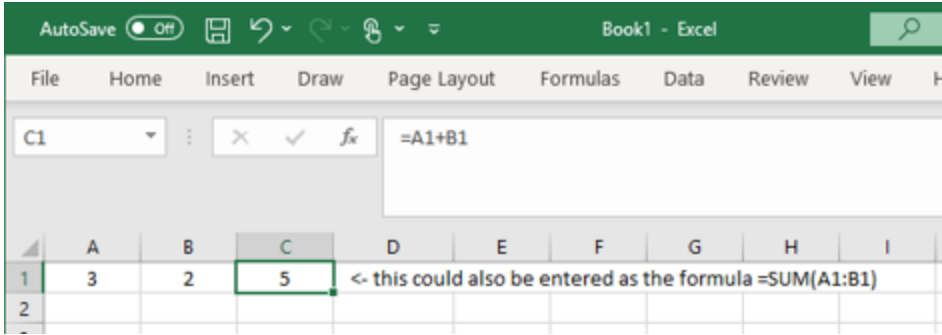 AutoSave Off Book1 - Excel
File Home Insert Draw Page Layout Formulas Data Review View
C1 fx =A1+B1
A B C D E F G H I
1 3 2 5 <- this could also be entered as the formula =SUM(A1:B1)
2